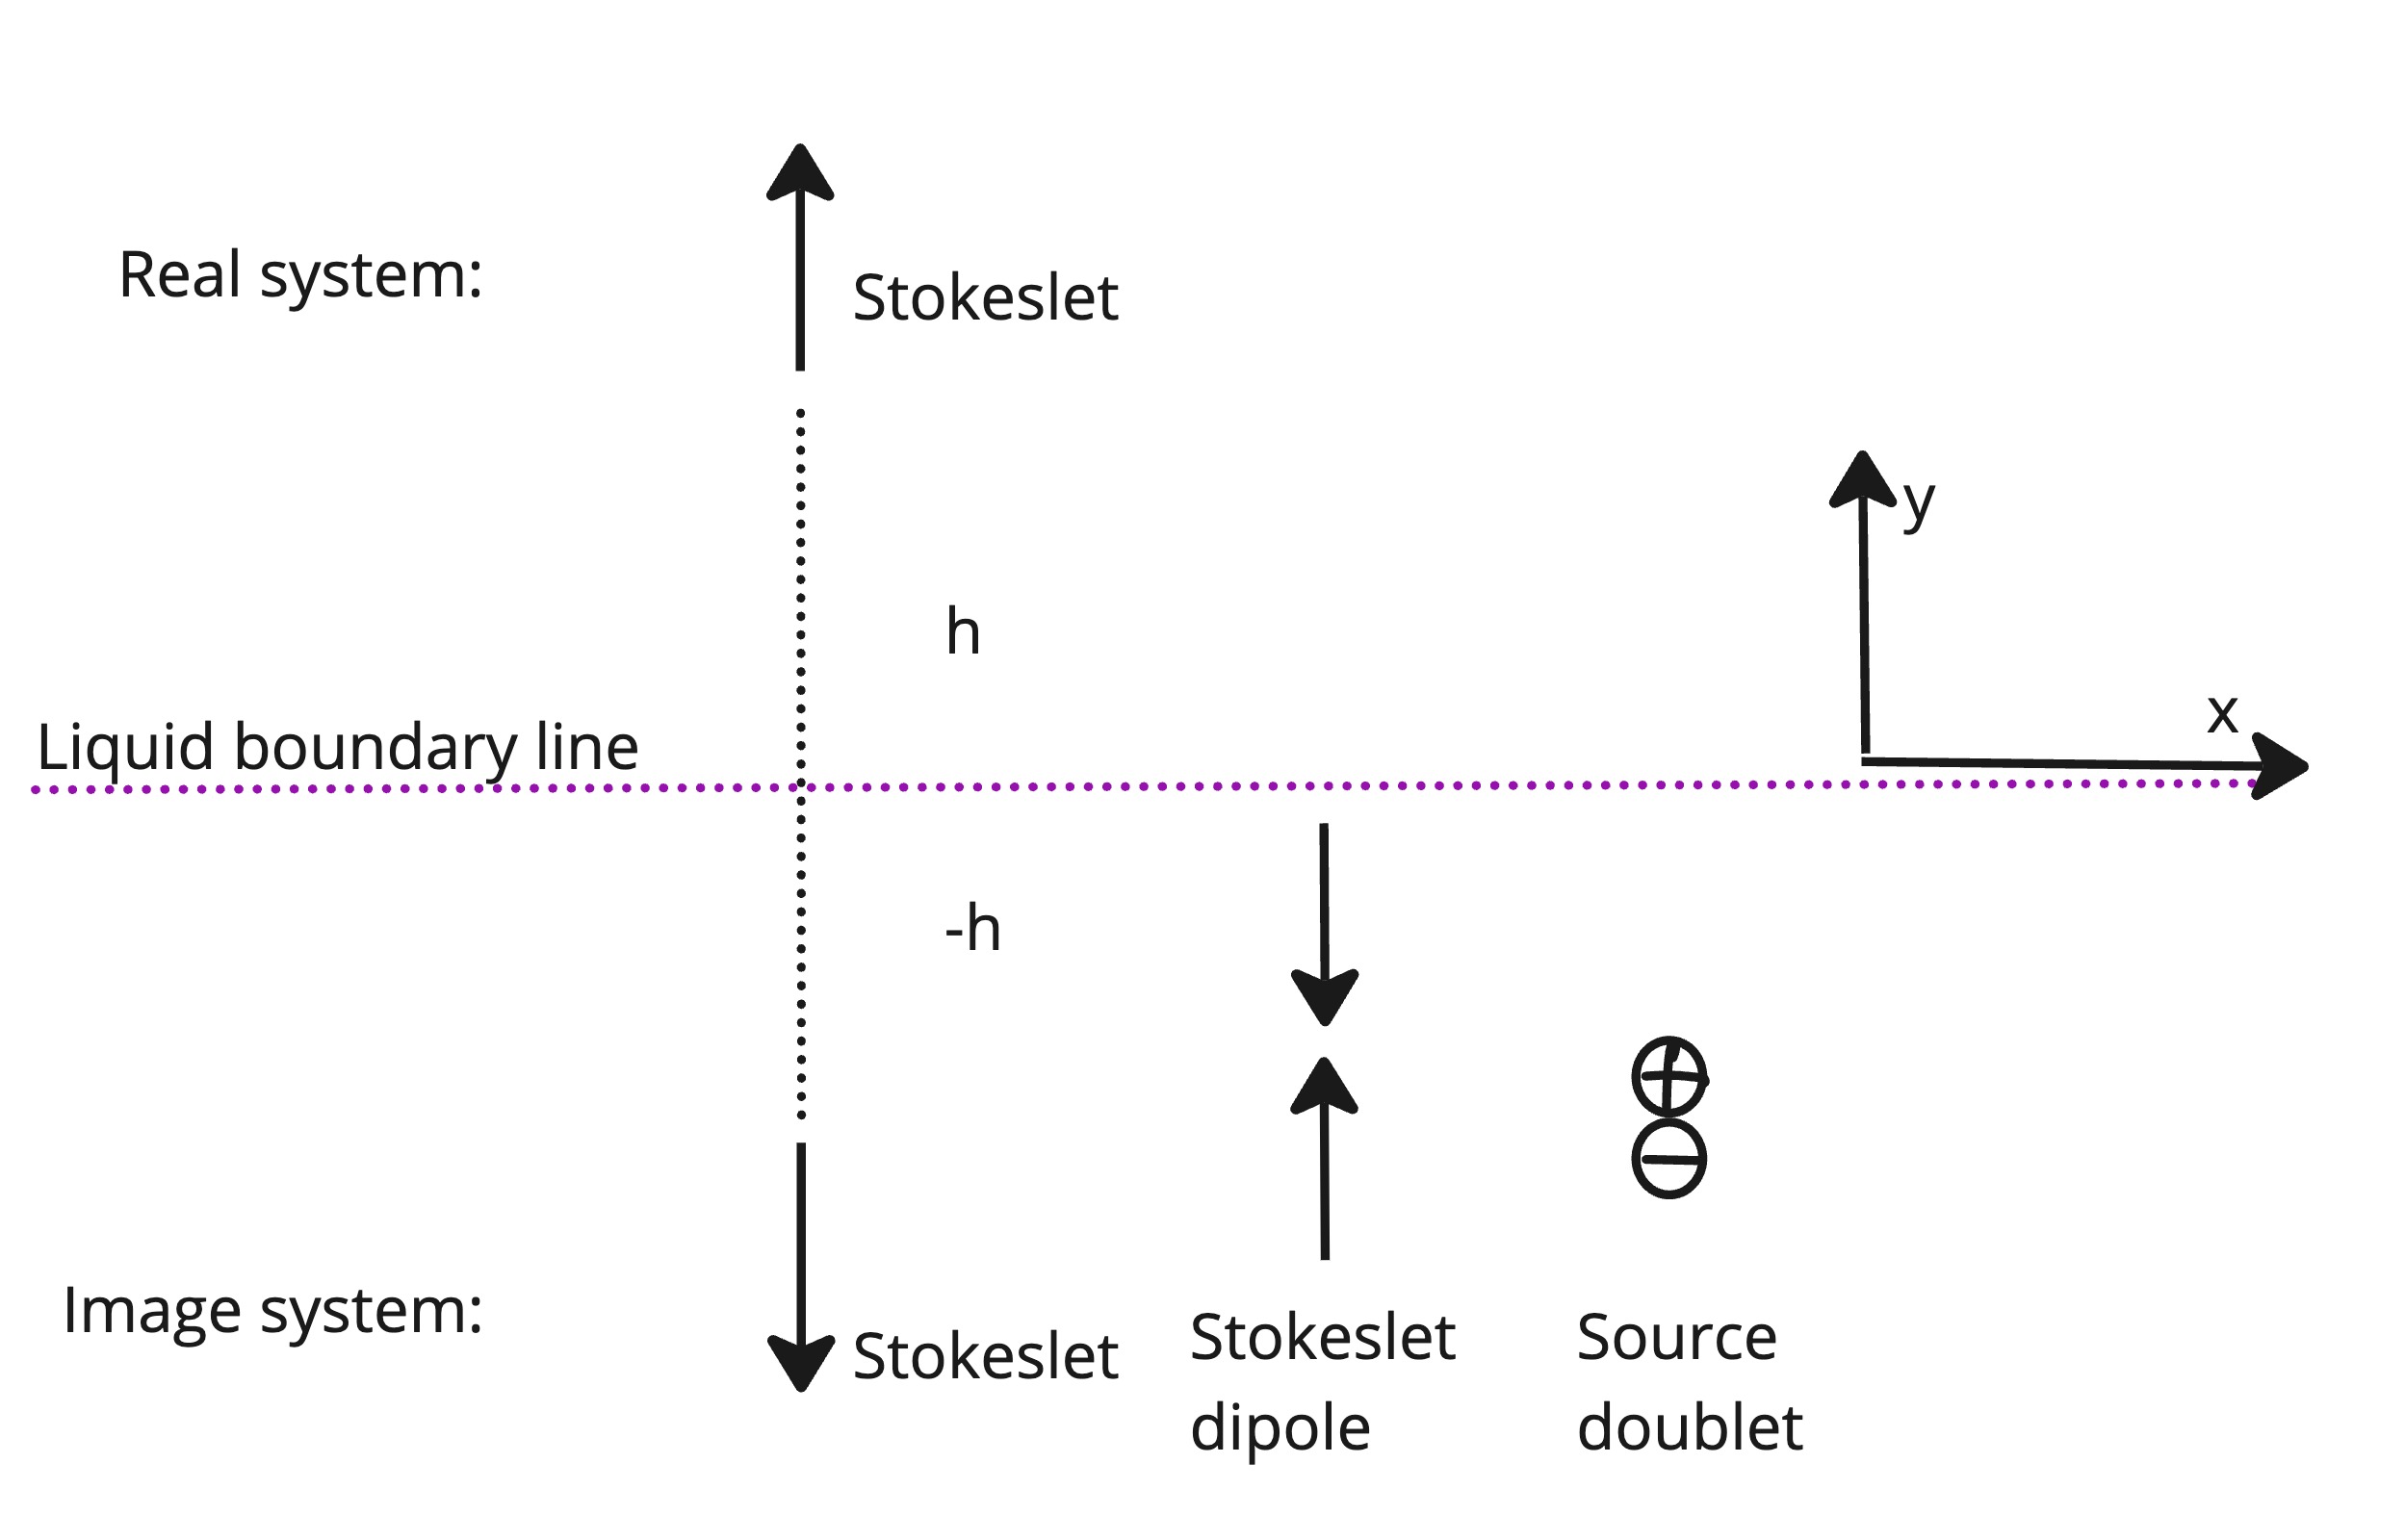 Real system:
Stokeslet
y
h
x
Liquid boundary line
-h
Image system:
Stokeslet
Stokeslet
dipole
Source
doublet